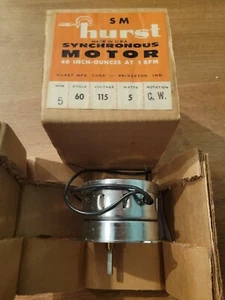 SM
hurst
SYNCHRONOUS
MOTOR
40 INCH-OUNCES AT 1 RPM
HURST MFG. CORP. - PRINCETON, IND.
RPM CYCLE VOLTAGE WATTS ROTATION
5 60 115 5 C.W.